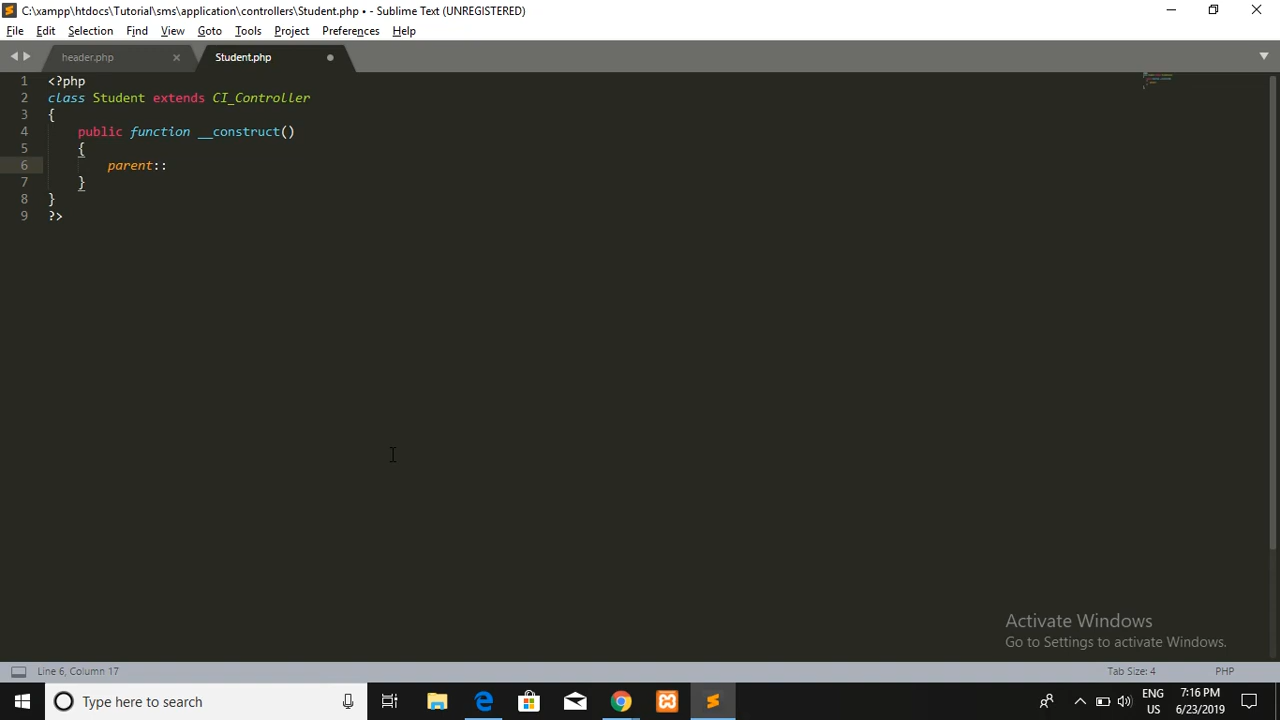 C:\xampp\htdocs\Tutorial\sms\application\controllers\Student.php • - Sublime Text (UNREGISTERED)
File Edit Selection Find View Goto Tools Project Preferences Help
header.php Student.php
1 <?php
2 class Student extends CI_Controller
3 {
4 public function __construct()
5 {
6 parent::
7 }
8 }
9 ?>
Activate Windows
Go to Settings to activate Windows.
Line 6, Column 17 Tab Size: 4 PHP
Type here to search
ENG
US
7:16 PM
6/23/2019